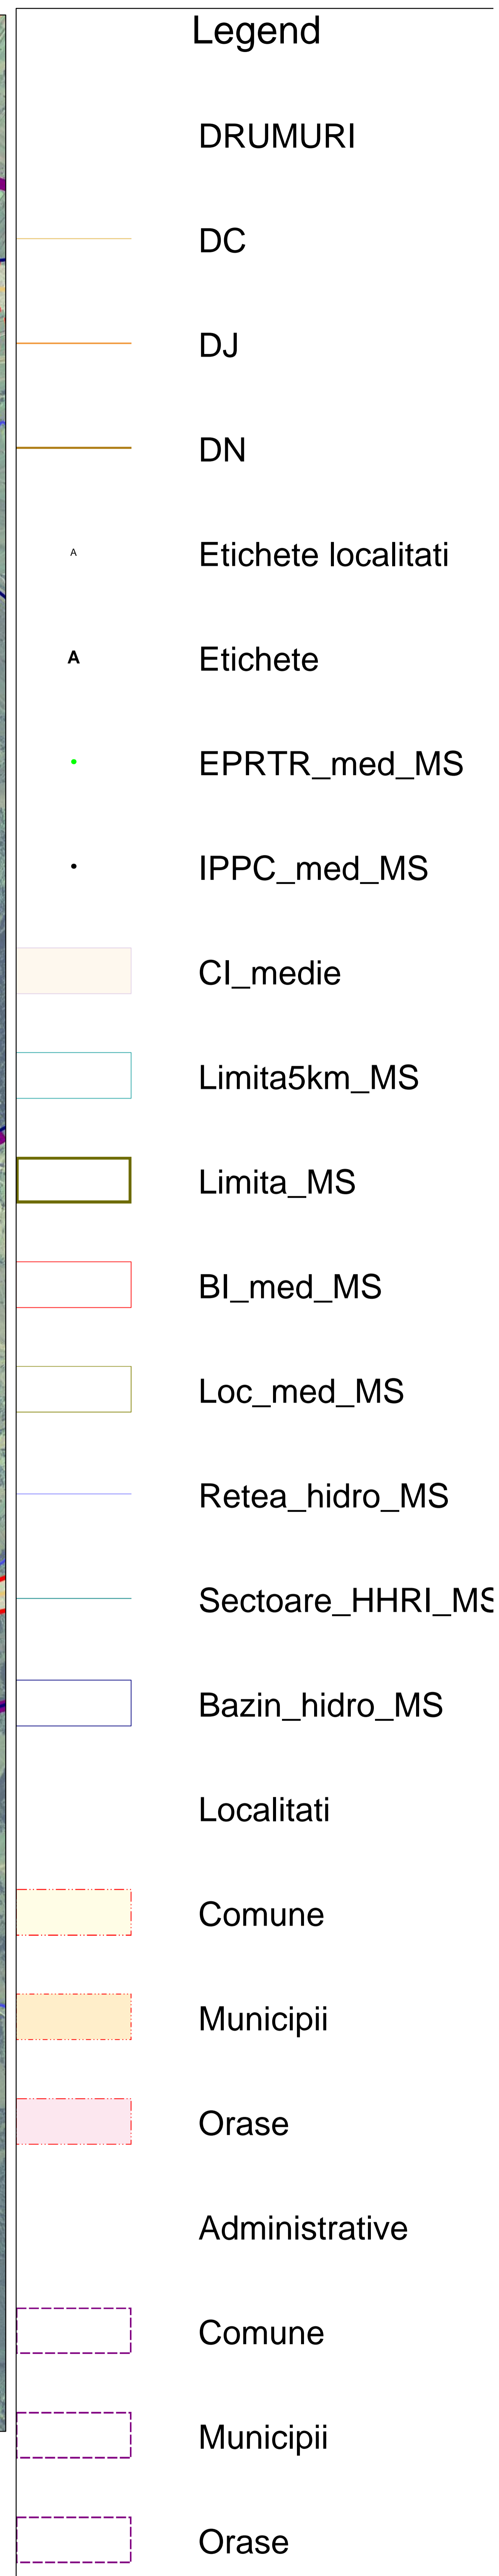 Legend
DRUMURI
DC
DJ
DN
A
Etichete localitati
A
Etichete
EPRTR_med_MS
IPPC_med_MS
CI_medie
Limita5km_MS
Limita_MS
BI_med_MS
Loc_med_MS
Retea_hidro_MS
Sectoare_HHRI_MS
Bazin_hidro_MS
Localitati
Comune
Municipii
Orase
Administrative
Comune
Municipii
Orase